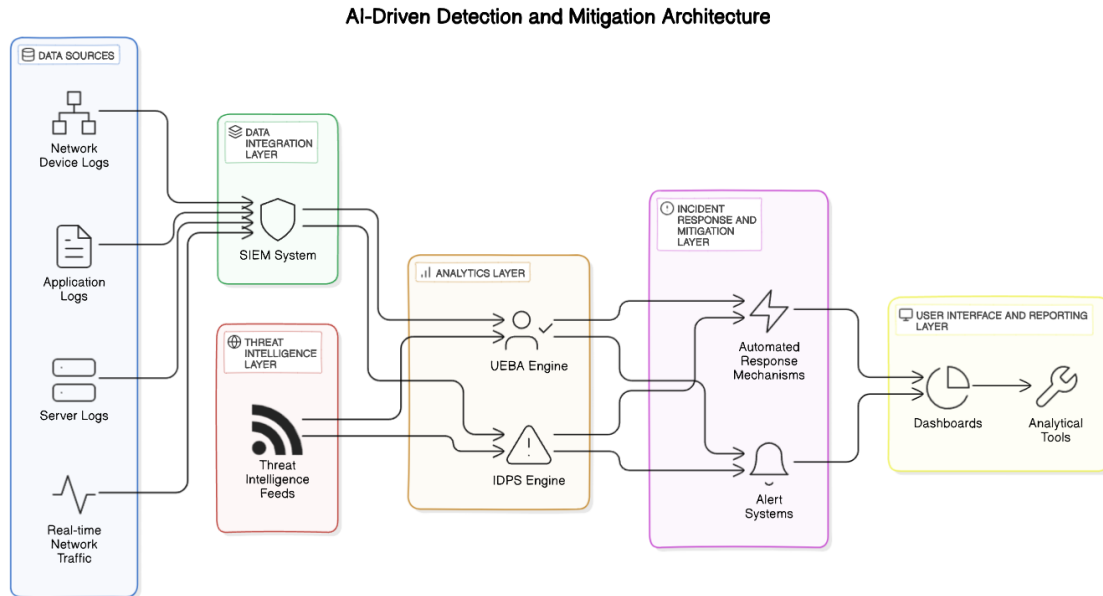 AI-Driven Detection and Mitigation Architecture
DATA SOURCES
Network
Device Logs
Application
Logs
Server Logs
Real-time
Network
Traffic
DATA
INTEGRATION
LAYER
SIEM System
THREAT
INTELLIGENCE
LAYER
Threat
Intelligence
Feeds
ANALYTICS LAYER
UEBA Engine
IDPS Engine
INCIDENT
RESPONSE AND
MITIGATION
LAYER
Automated
Response
Mechanisms
Alert
Systems
USER INTERFACE AND REPORTING
LAYER
Dashboards
Analytical
Tools